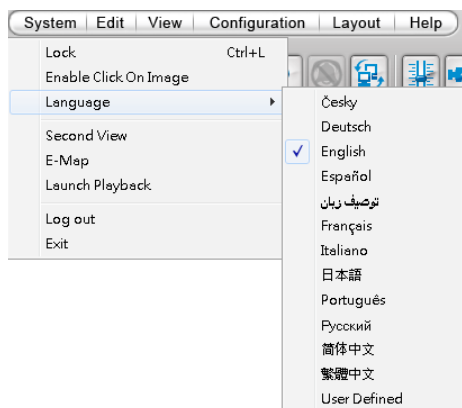 System Edit View Configuration Layout Help
Lock Ctrl+L
Enable Click On Image
Language
Second View
E-Map
Launch Playback
Log out
Exit
Česky
Deutsch
English
Español
توصیف زبان
Français
Italiano
日本語
Português
Русский
简体中文
繁體中文
User Defined